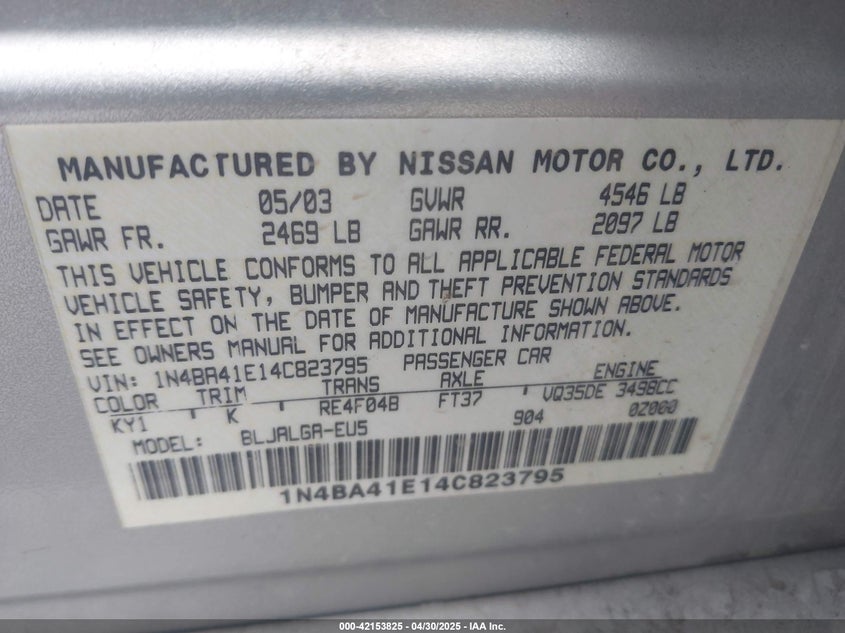 MANUFACTURED BY NISSAN MOTOR CO., LTD.
DATE 05/03 GVWR 4546 LB
GAWR FR. 2469 LB GAWR RR. 2097 LB
THIS VEHICLE CONFORMS TO ALL APPLICABLE FEDERAL MOTOR
VEHICLE SAFETY, BUMPER AND THEFT PREVENTION STANDARDS
IN EFFECT ON THE DATE OF MANUFACTURE SHOWN ABOVE.
SEE OWNERS MANUAL FOR ADDITIONAL INFORMATION.
VIN: 1N4BA41E14C823795 PASSENGER CAR
COLOR TRIM TRANS AXLE ENGINE
KY1 K RE4F04B FT37 VQ35DE 3498CC
MODEL: BLJALGA-EU5 904 0Z000
1N4BA41E14C823795
000-42153825 - 04/30/2025 - IAA Inc.